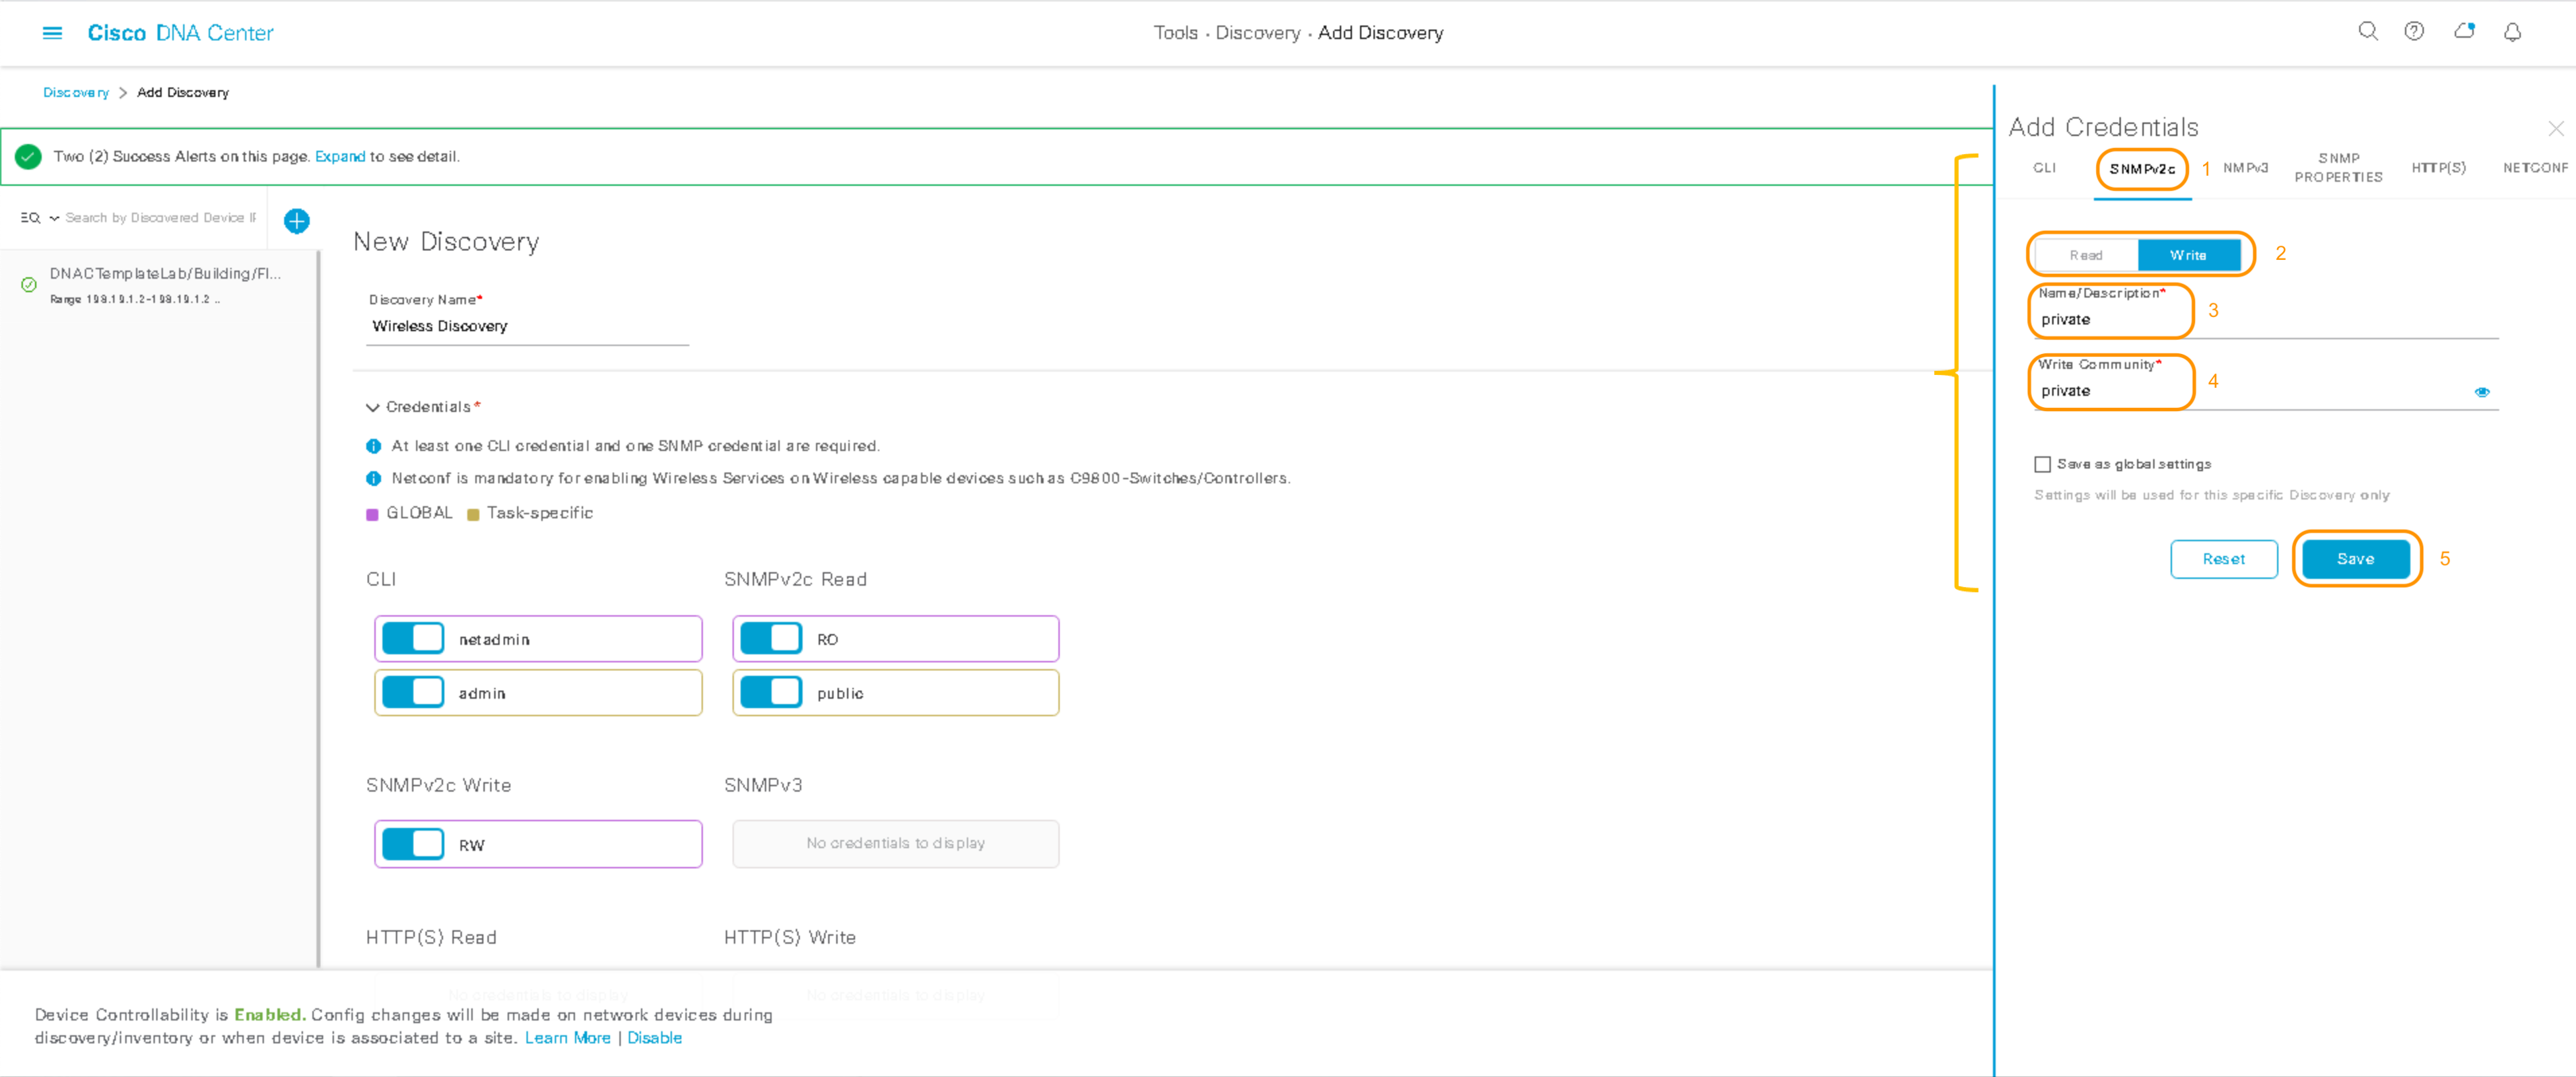 Cisco DNA Center
Tools · Discovery · Add Discovery
Discovery > Add Discovery
Two (2) Success Alerts on this page. Expand to see detail.
Search by Discovered Device IP
DNACTemplateLab/Building/Fl...
Range 198.19.1.2-198.19.1.2 ..
New Discovery
Discovery Name*
Wireless Discovery
Credentials*
At least one CLI credential and one SNMP credential are required.
Netconf is mandatory for enabling Wireless Services on Wireless capable devices such as C9800-Switches/Controllers.
GLOBAL Task-specific
CLI SNMPv2c Read
netadmin RO
admin public
SNMPv2c Write SNMPv3
RW No credentials to display
HTTP(S) Read HTTP(S) Write
No credentials to display No credentials to display
Device Controllability is Enabled. Config changes will be made on network devices during
discovery/inventory or when device is associated to a site. Learn More | Disable
Add Credentials
CLI SNMPv2c 1 NMPv3 SNMP PROPERTIES HTTP(S) NETCONF
Read Write 2
Name/Description*
private 3
Write Community*
private 4
Save as global settings
Settings will be used for this specific Discovery only
Reset Save 5